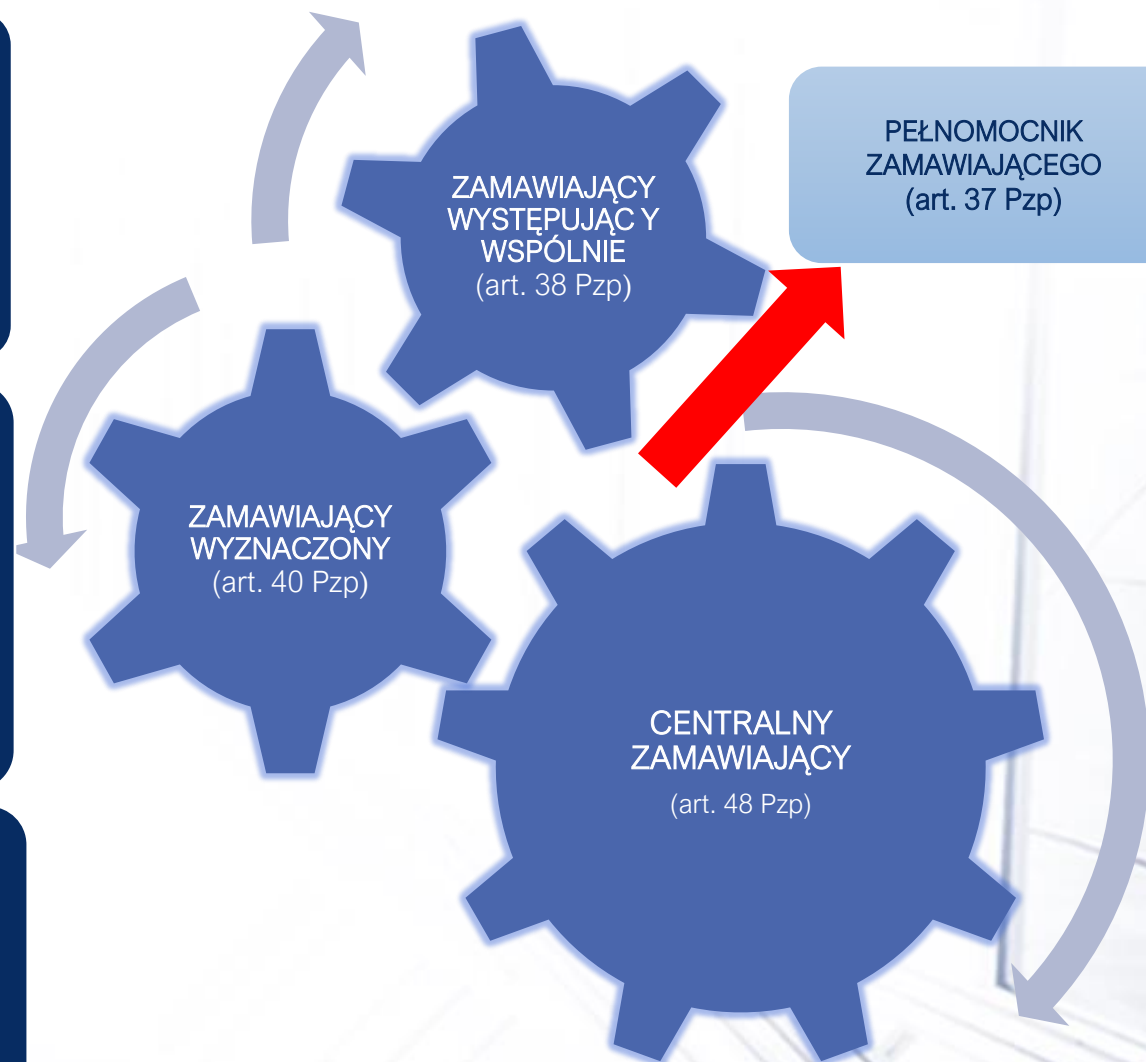 ZAMAWIAJĄCY
WYSTĘPUJĄC Y
WSPÓLNIE
(art. 38 Pzp)
PEŁNOMOCNIK
ZAMAWIAJĄCEGO
(art. 37 Pzp)
ZAMAWIAJĄCY
WYZNACZONY
(art. 40 Pzp)
CENTRALNY
ZAMAWIAJĄCY
(art. 48 Pzp)